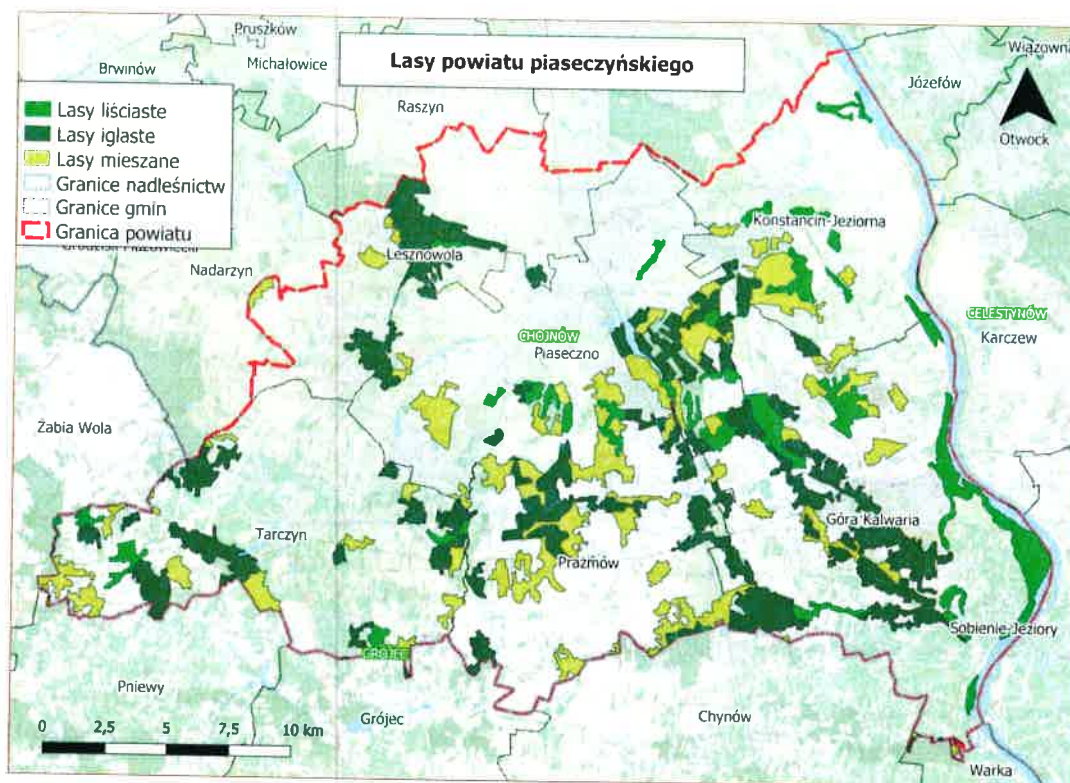 Pruszków
Lasy powiatu piaseczyńskiego
Wiązowna
Brwinów
Michałowice
Józefów
Raszyn
Lasy liściaste
Lasy iglaste
Lasy mieszane
Granice nadleśnictw
Granice gmin
Granica powiatu
Otwock
Konstancin-Jeziorna
Lesznowola
Nadarzyn
CHOJNÓW
Piaseczno
CELESTYNÓW
Karczew
Żabia Wola
Góra Kalwaria
Tarczyn
Prażmów
Sobienie-Jeziory
GRÓJEC
Pniewy
Grójec
Chynów
0 2,5 5 7,5 10 km
Warka